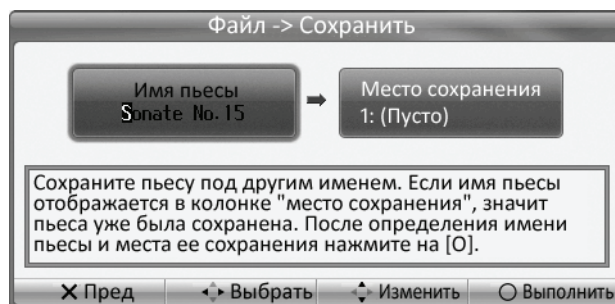 Файл -> Сохранить
Имя пьесы
Sonate No.15
➡
Место сохранения
1: (Пусто)
Сохраните пьесу под другим именем. Если имя пьесы
отображается в колонке "место сохранения", значит
пьеса уже была сохранена. После определения имени
пьесы и места ее сохранения нажмите на [O].
✕ Пред Выбрать Изменить ○ Выполнить